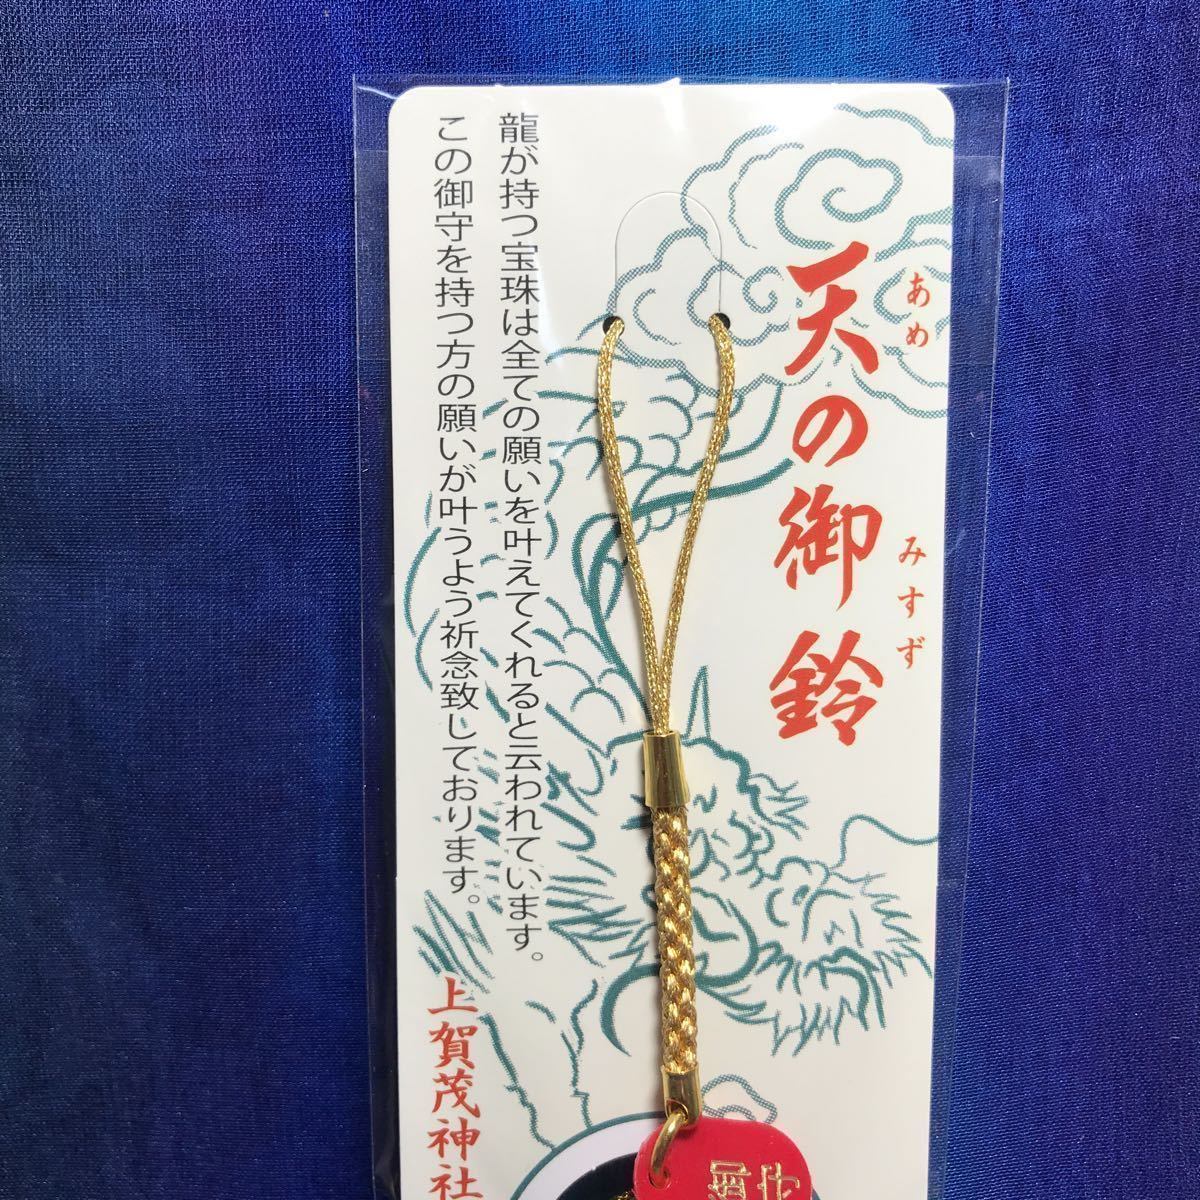 天の御鈴
あめ
みすず
龍が持つ宝珠は全ての願いを叶えてくれると云われています。
この御守を持つ方の願いが叶うよう祈念致しております。
上賀茂神社